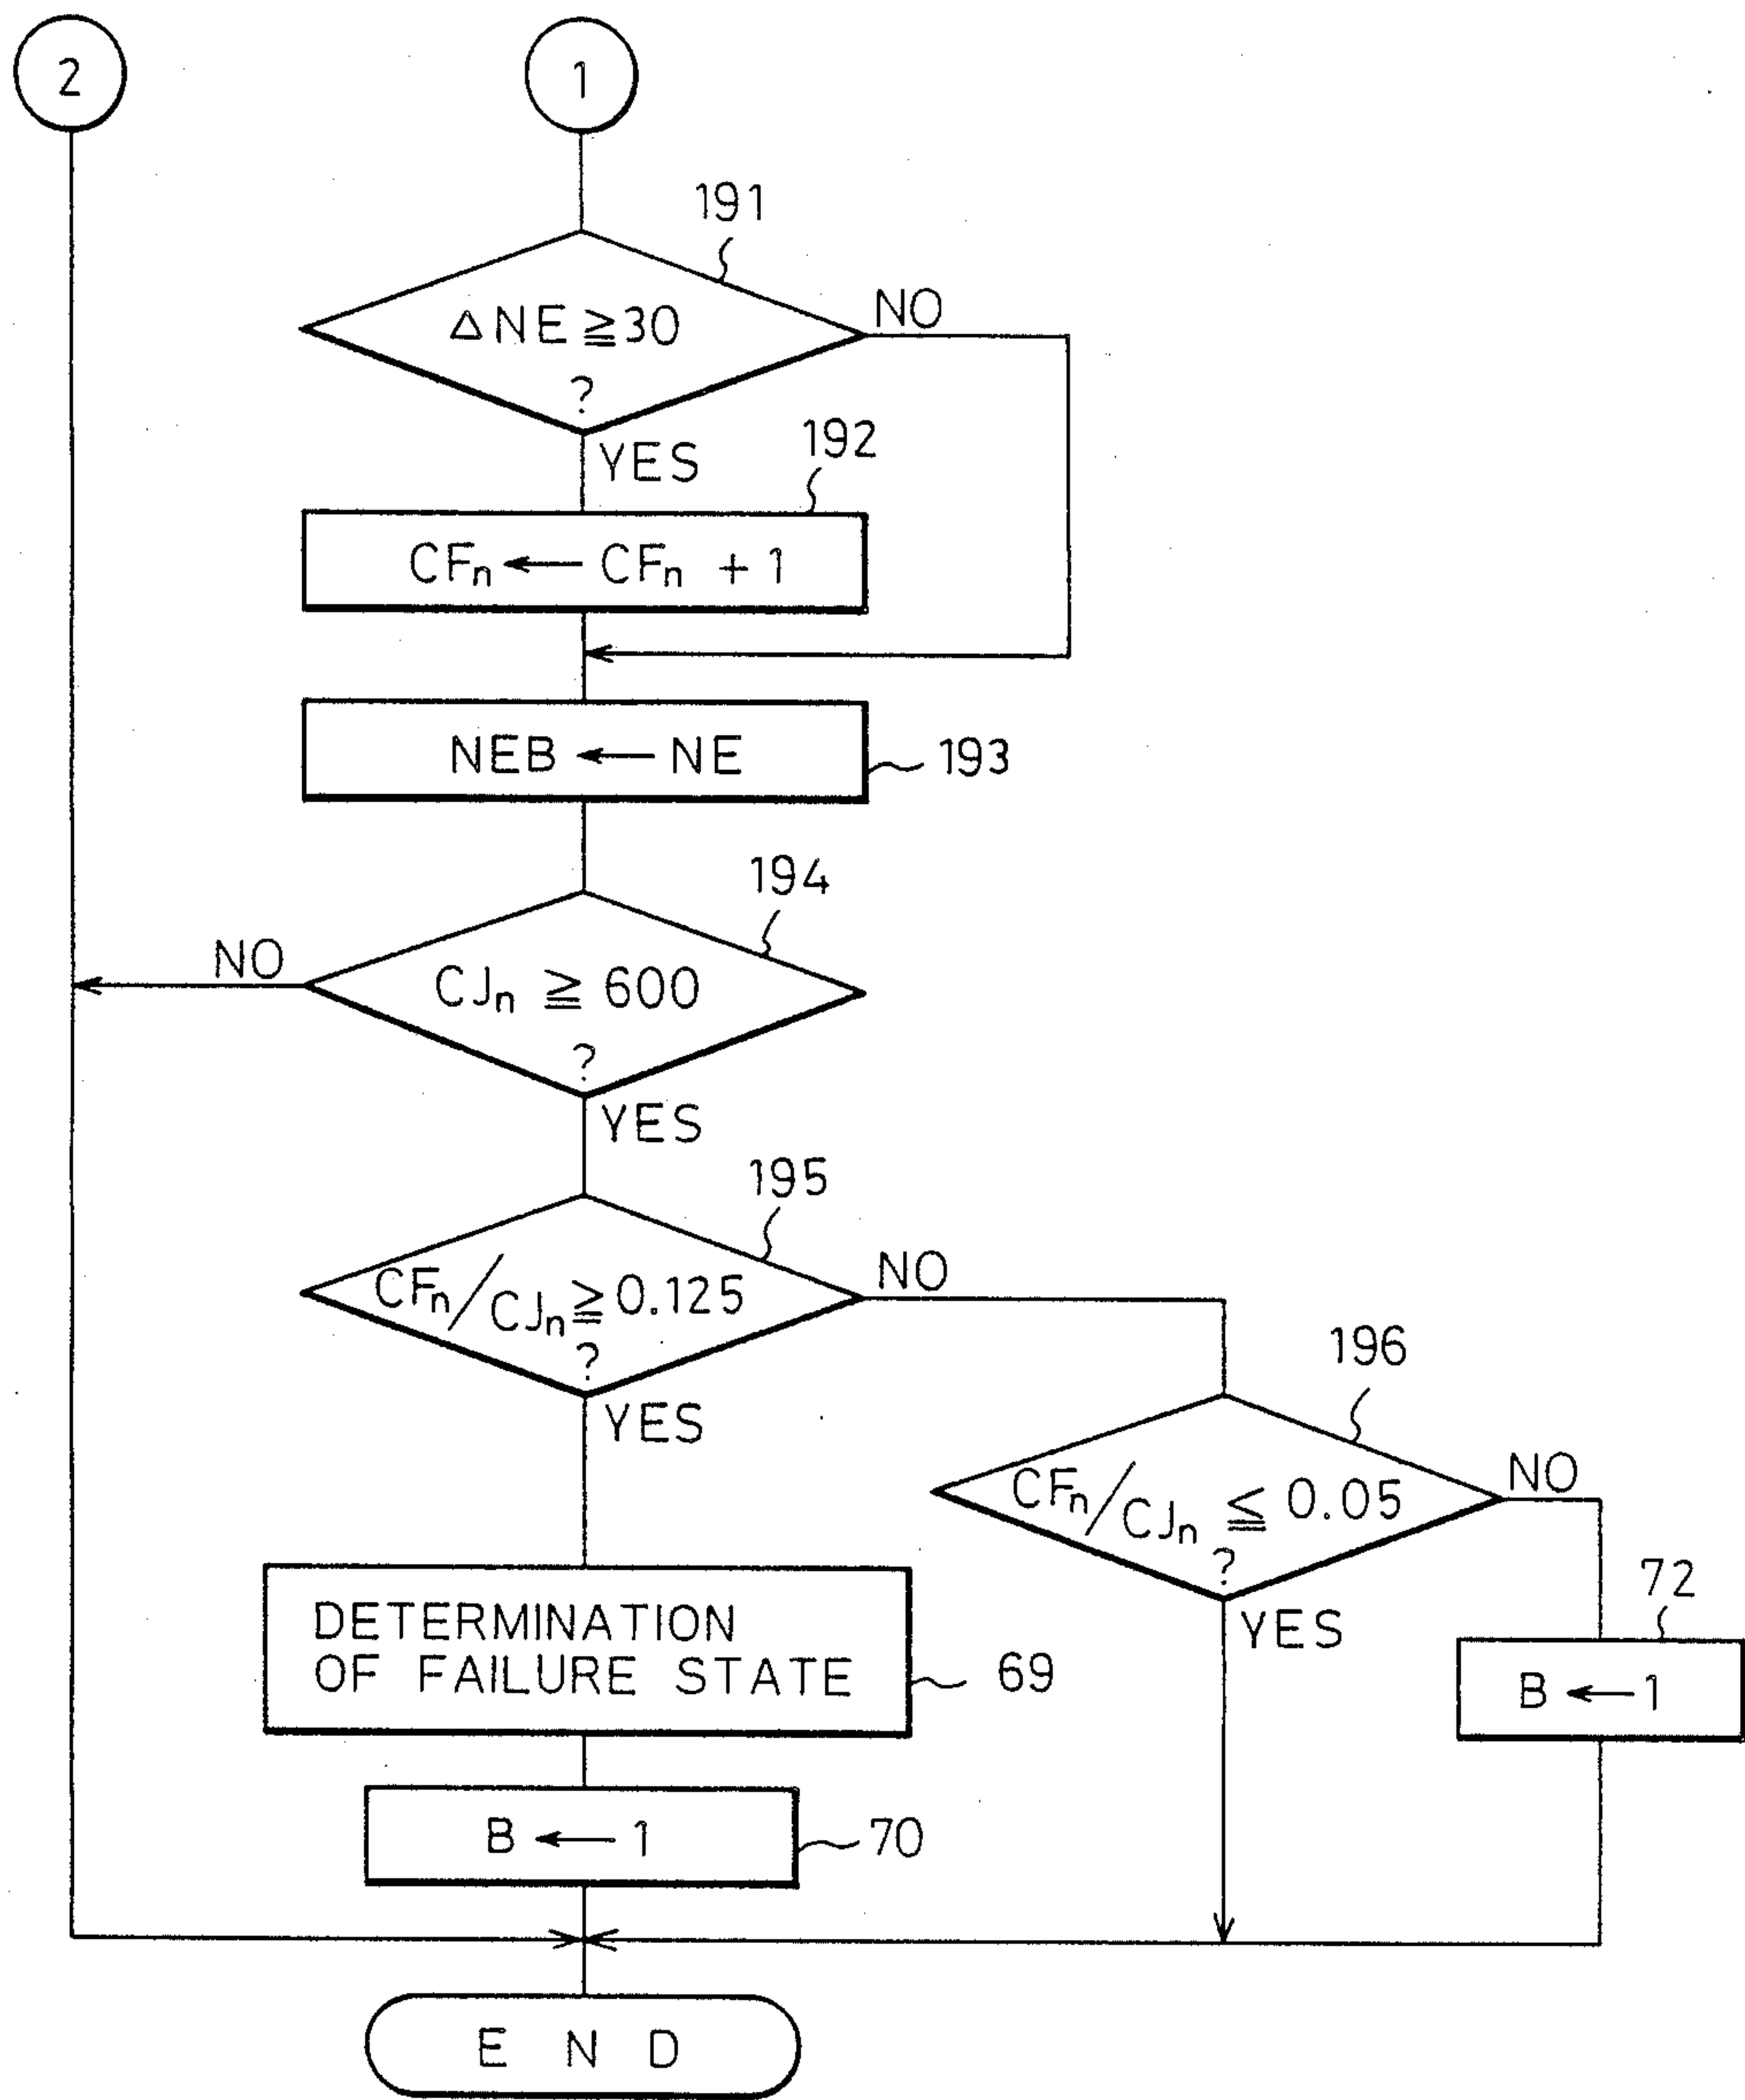 2
1
191
△NE ≧ 30
?
NO
YES
192
CFn ← CFn + 1
NEB ← NE
193
194
NO
CJn ≧ 600
?
YES
195
CFn/CJn ≧ 0.125
?
NO
YES
196
CFn/CJn ≦ 0.05
?
NO
YES
72
B ← 1
DETERMINATION
OF FAILURE STATE
69
B ← 1
70
END